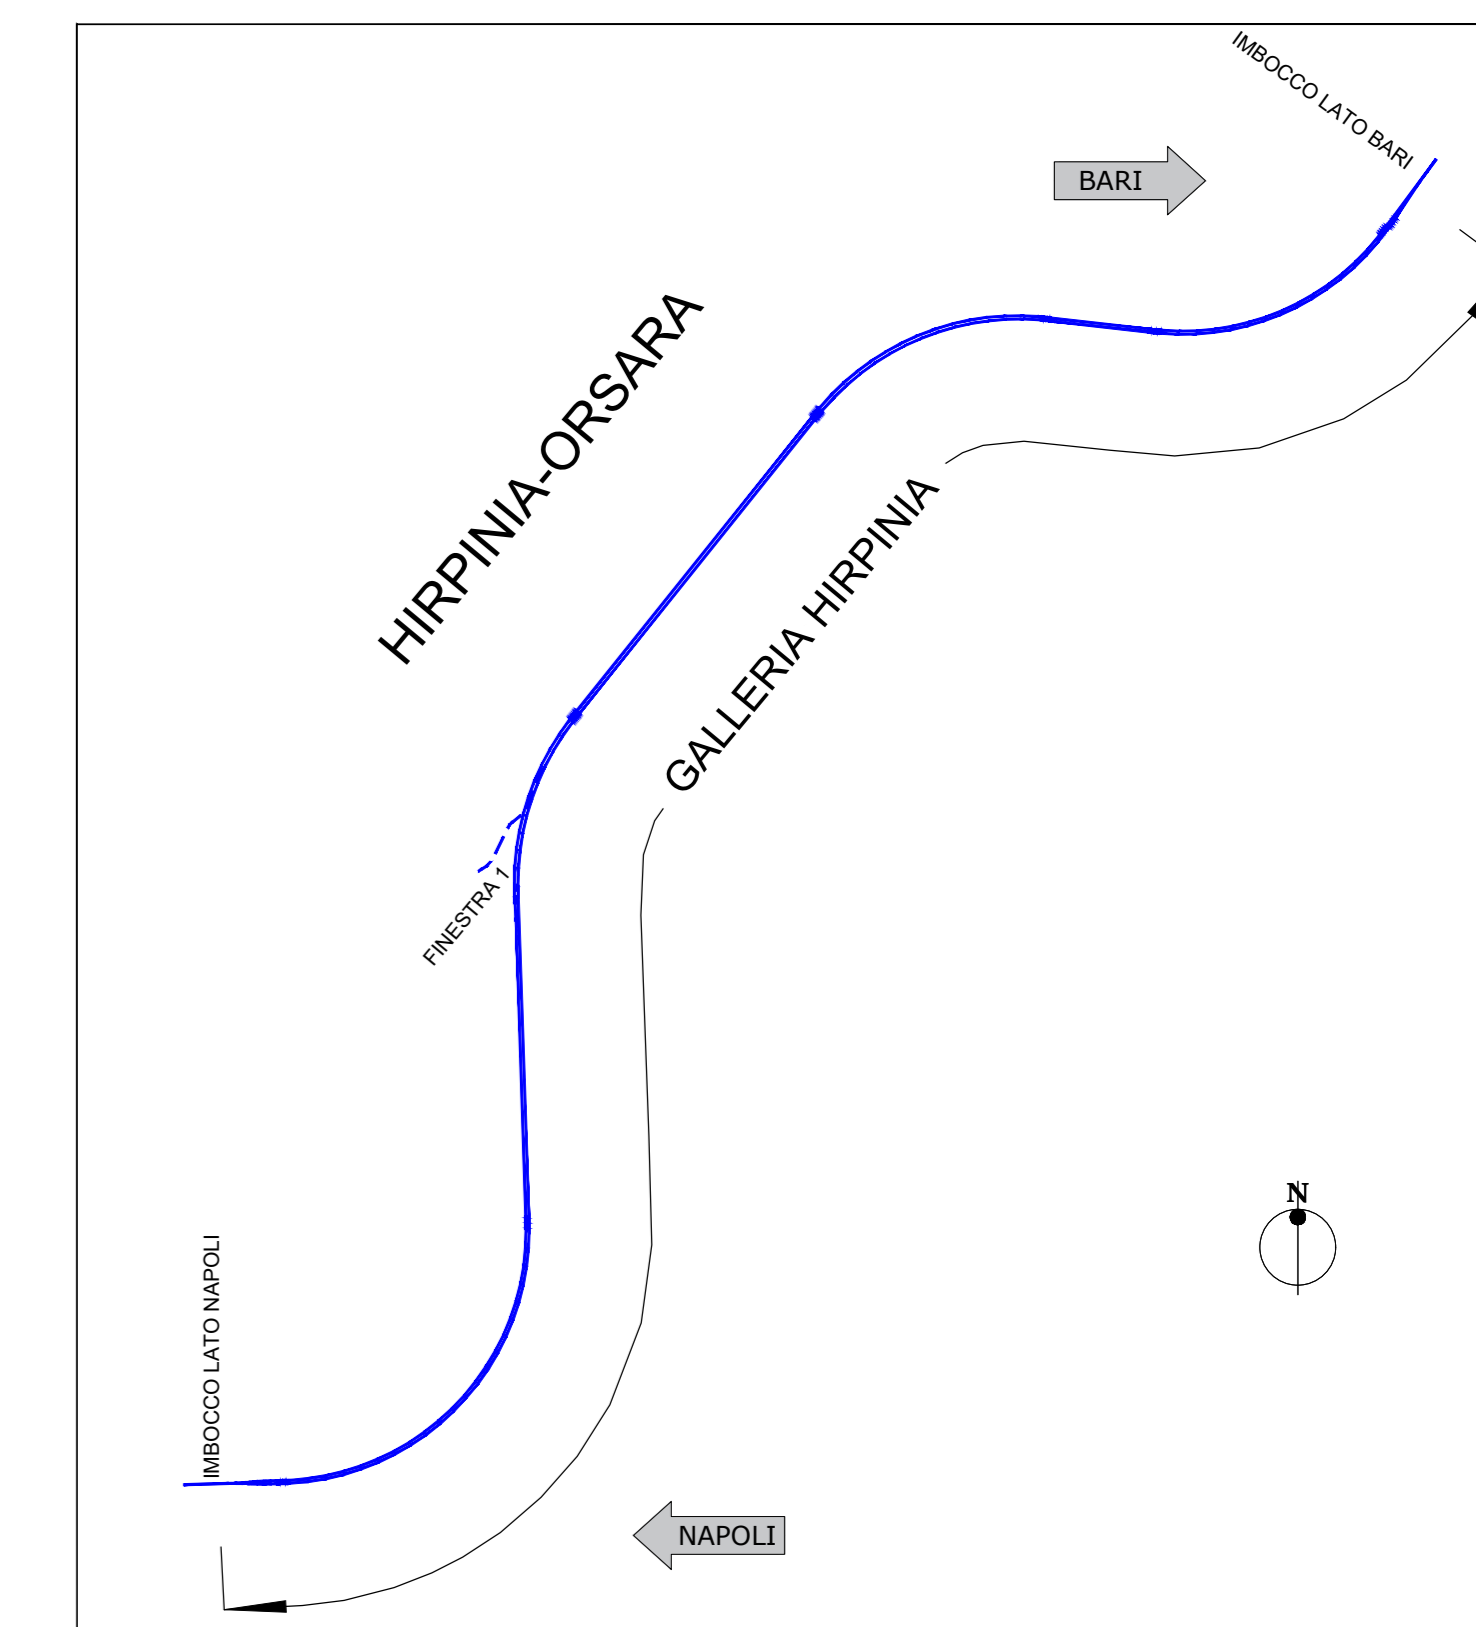 IMBOCCO LATO BARI
BARI
HIRPINIA-ORSARA
GALLERIA HIRPINIA
FINESTRA 1
N
IMBOCCO LATO NAPOLI
NAPOLI